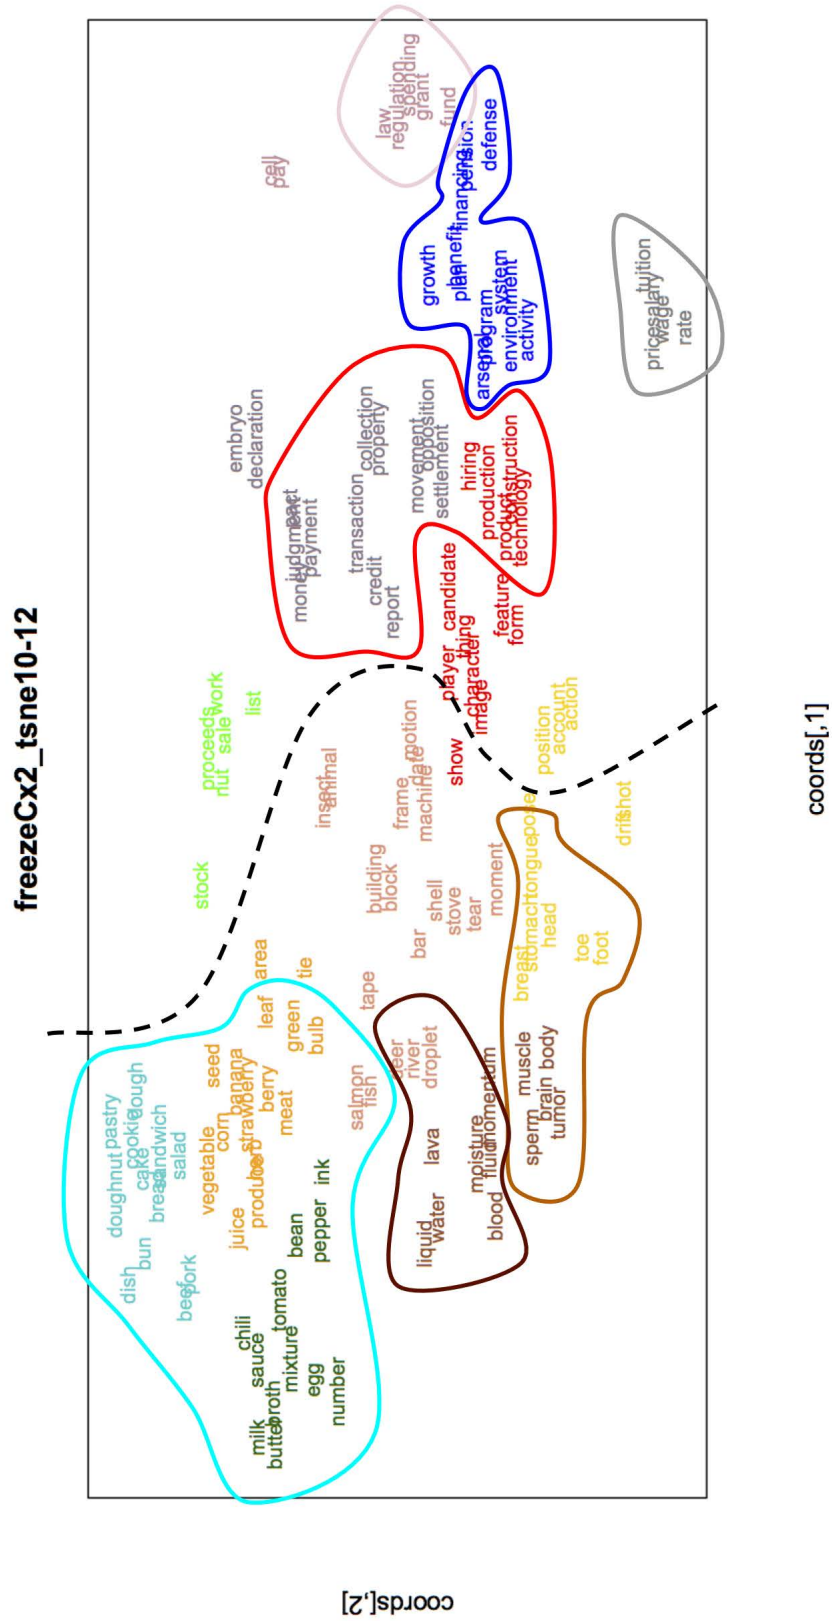 freezeCx2_tsne10-12
law
regulation
spending
grant
fund
cell
pay
pension
defense
financing
growth
plan
benefit
system
program
environment
activity
arsenal
tuition
salary
price
wage
rate
embryo
declaration
collection
property
opposition
movement
settlement
transaction
pact
judgment
payment
money
credit
report
hiring
production
construction
product
technology
candidate
feature
form
thing
player
character
image
show
work
proceeds
sale
list
nut
stock
motion
date
frame
machine
animal
insect
position
account
action
building
block
shell
stove
tear
moment
bar
tape
pose
shot
drift
tongue
stomach
head
breast
toe
foot
area
tie
leaf
green
bulb
seed
banana
strawberry
berry
corn
meat
vegetable
herb
produce
juice
salmon
fish
deer
river
droplet
momentum
moisture
fluid
lava
liquid
water
blood
muscle
body
brain
tumor
sperm
pastry
dough
cookie
doughnut
cake
sandwich
bread
salad
bun
dish
beef
pork
ink
bean
pepper
tomato
chili
sauce
mixture
egg
number
broth
milk
butter
coords[,1]
coords[,2]